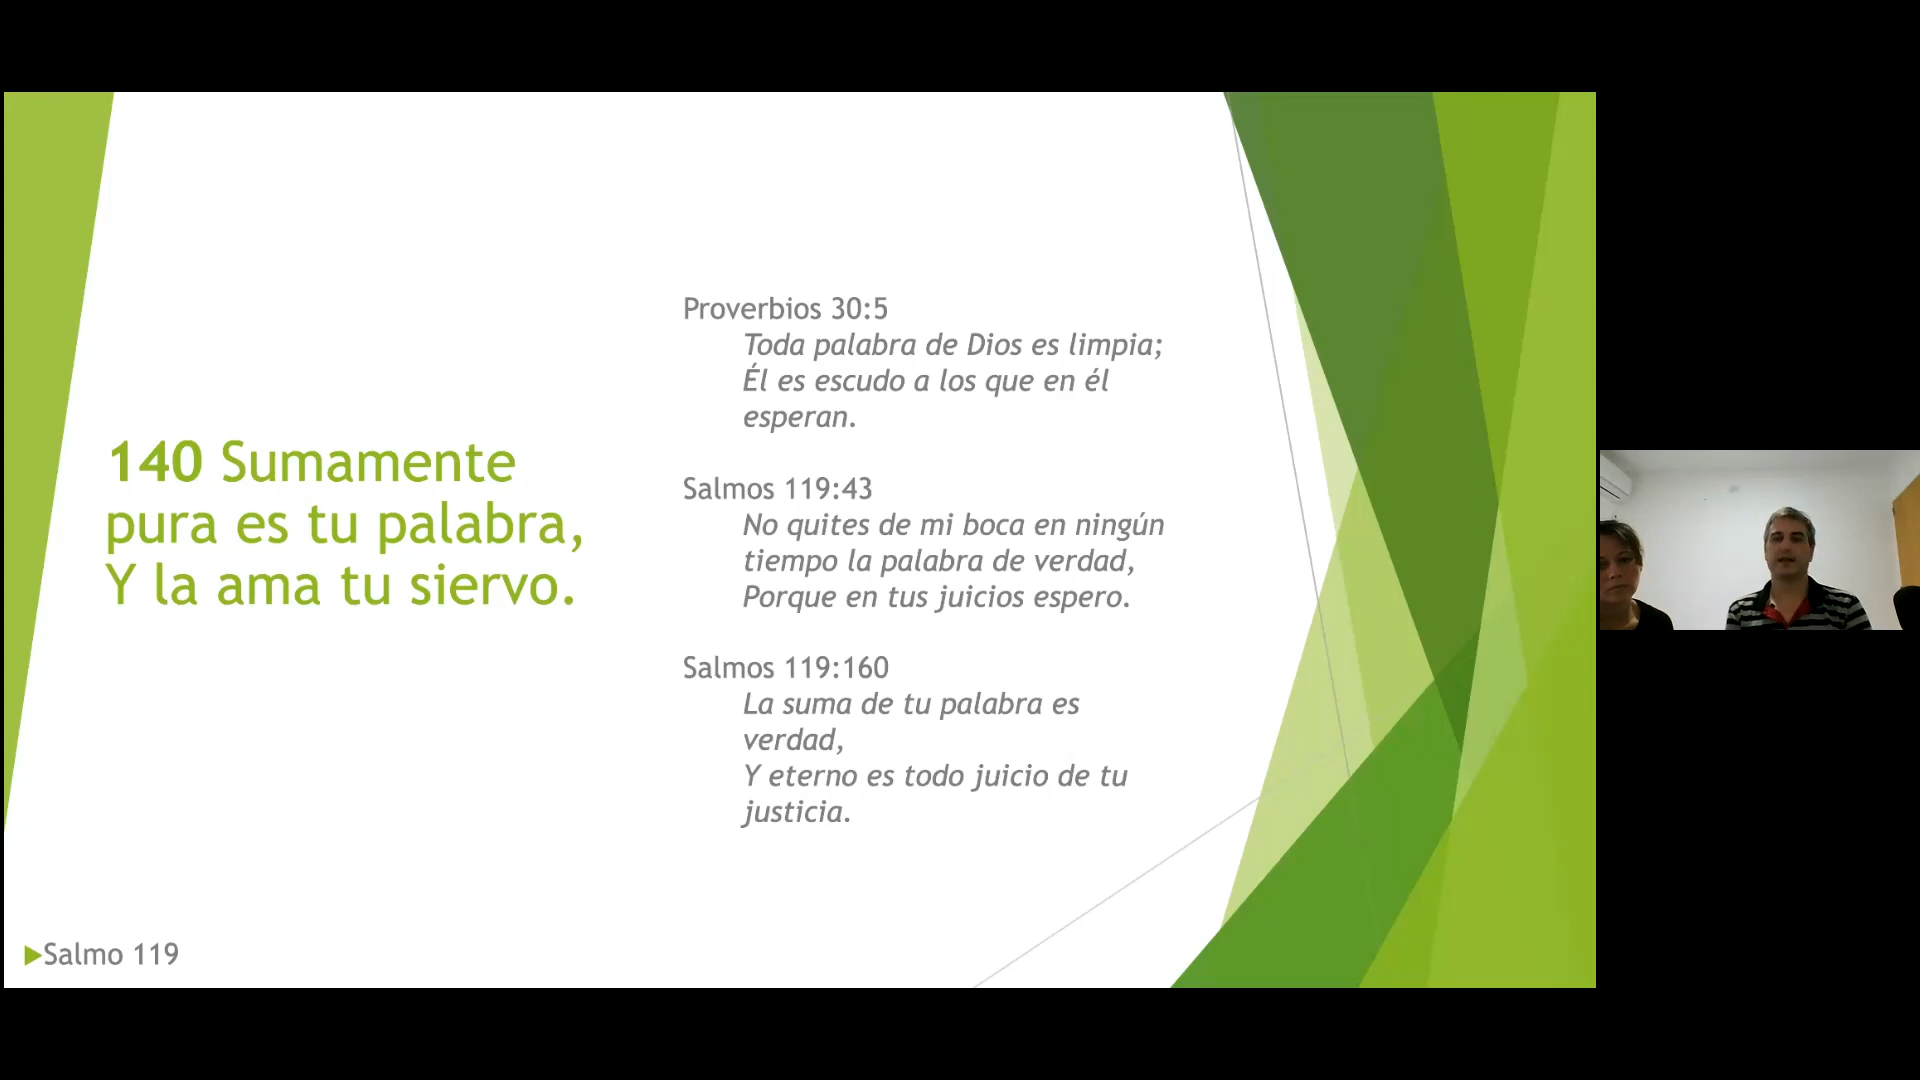 140 Sumamente
pura es tu palabra,
Y la ama tu siervo.
Proverbios 30:5
Toda palabra de Dios es limpia;
Él es escudo a los que en él
esperan.
Salmos 119:43
No quites de mi boca en ningún
tiempo la palabra de verdad,
Porque en tus juicios espero.
Salmos 119:160
La suma de tu palabra es
verdad,
Y eterno es todo juicio de tu
justicia.
Salmo 119